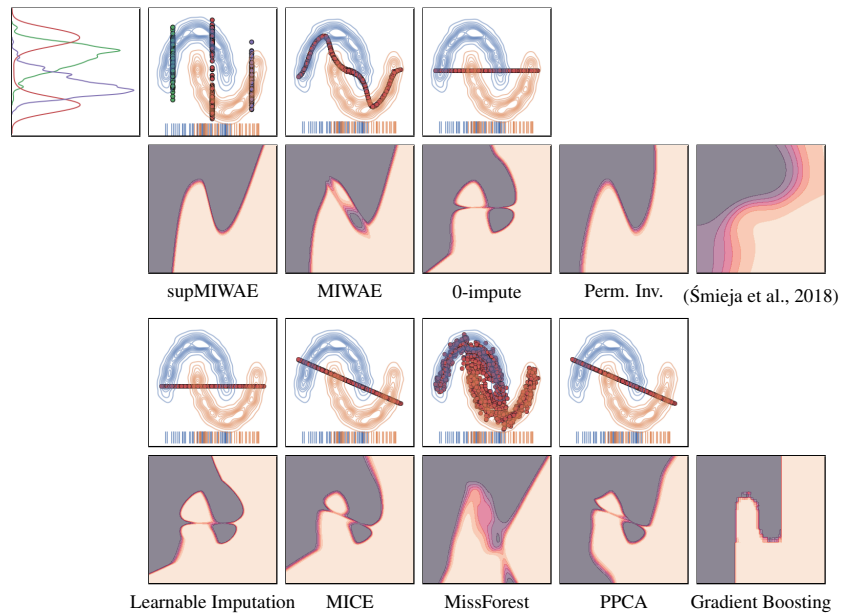 supMIWAE MIWAE 0-impute Perm. Inv. (Śmieja et al., 2018)
Learnable Imputation MICE MissForest PPCA Gradient Boosting